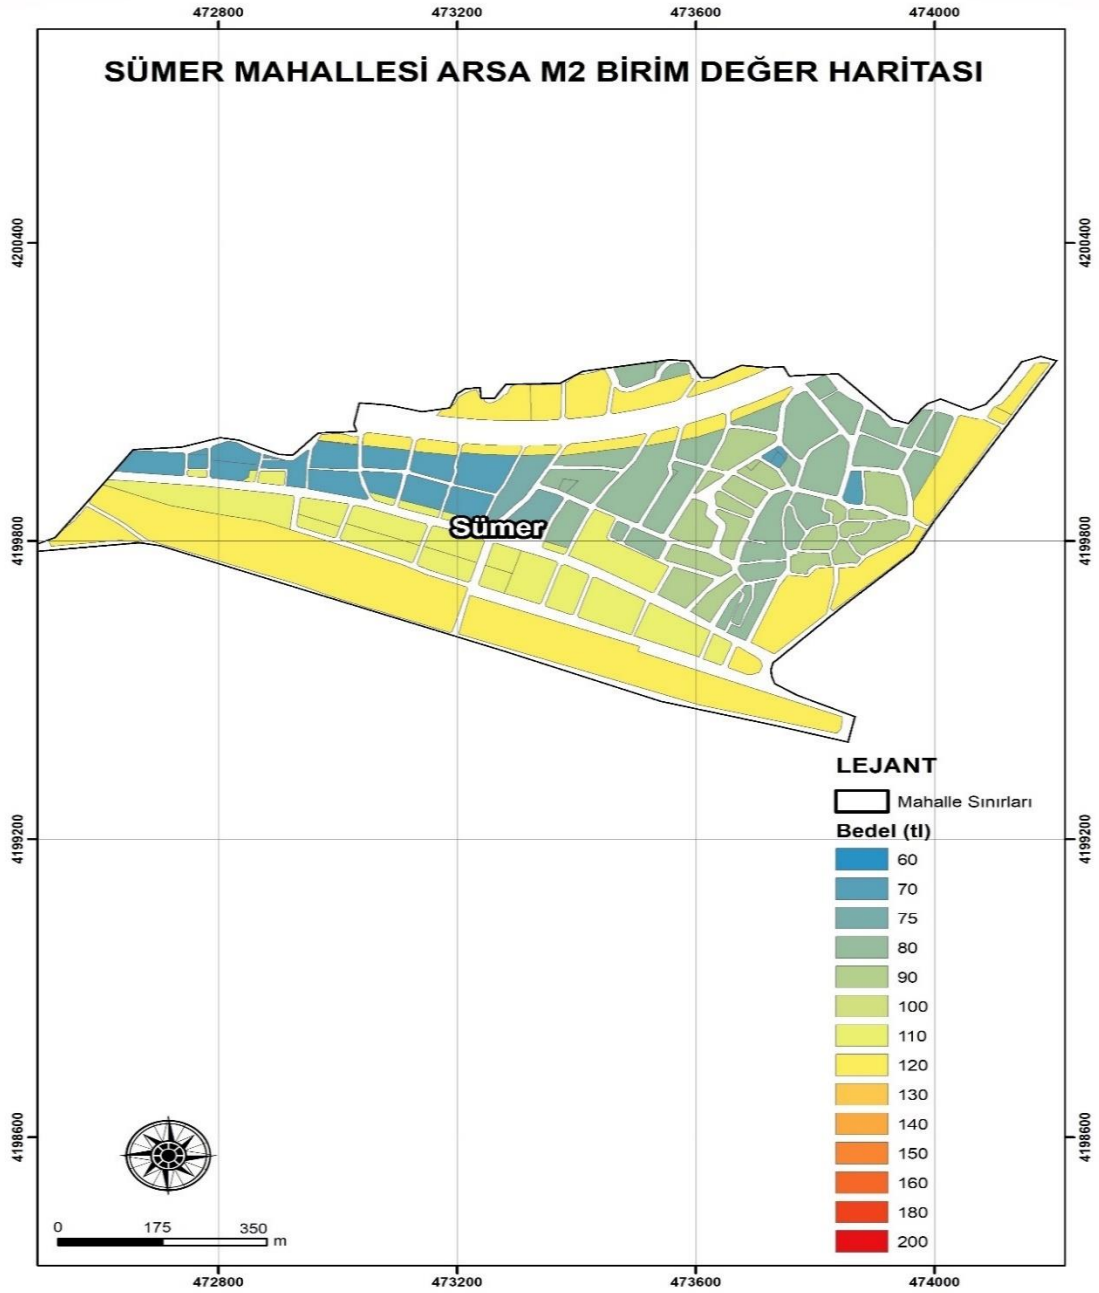 472800 473200 473600 474000
SÜMER MAHALLESİ ARSA M2 BİRİM DEĞER HARİTASI
4200400 4200400
Sümer
4199800 4199800
LEJANT
Mahalle Sınırları
Bedel (tl)
4199200 4199200
60
70
75
80
90
100
110
120
130
140
4198600 4198600
150
160
180
200
0 175 350 m
472800 473200 473600 474000